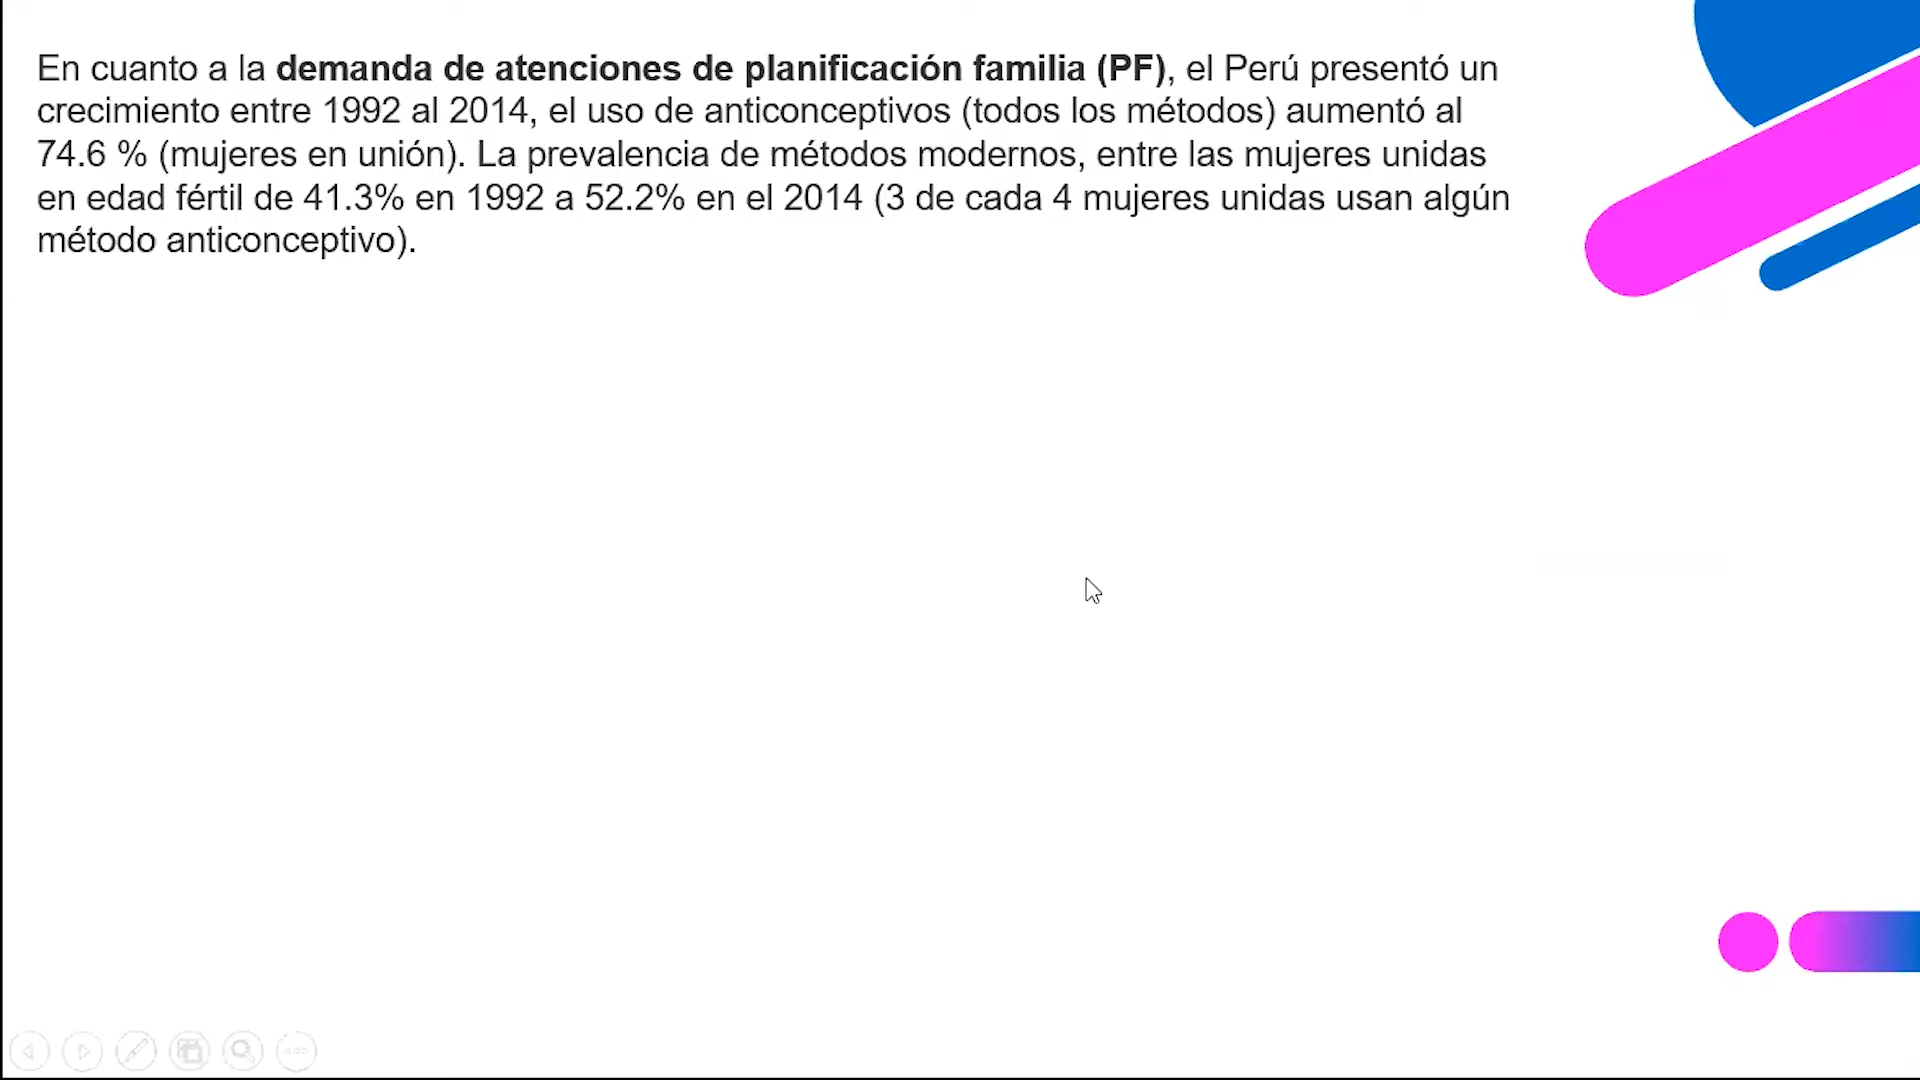 En cuanto a la demanda de atenciones de planificación familia (PF), el Perú presentó un
crecimiento entre 1992 al 2014, el uso de anticonceptivos (todos los métodos) aumentó al
74.6 % (mujeres en unión). La prevalencia de métodos modernos, entre las mujeres unidas
en edad fértil de 41.3% en 1992 a 52.2% en el 2014 (3 de cada 4 mujeres unidas usan algún
método anticonceptivo).